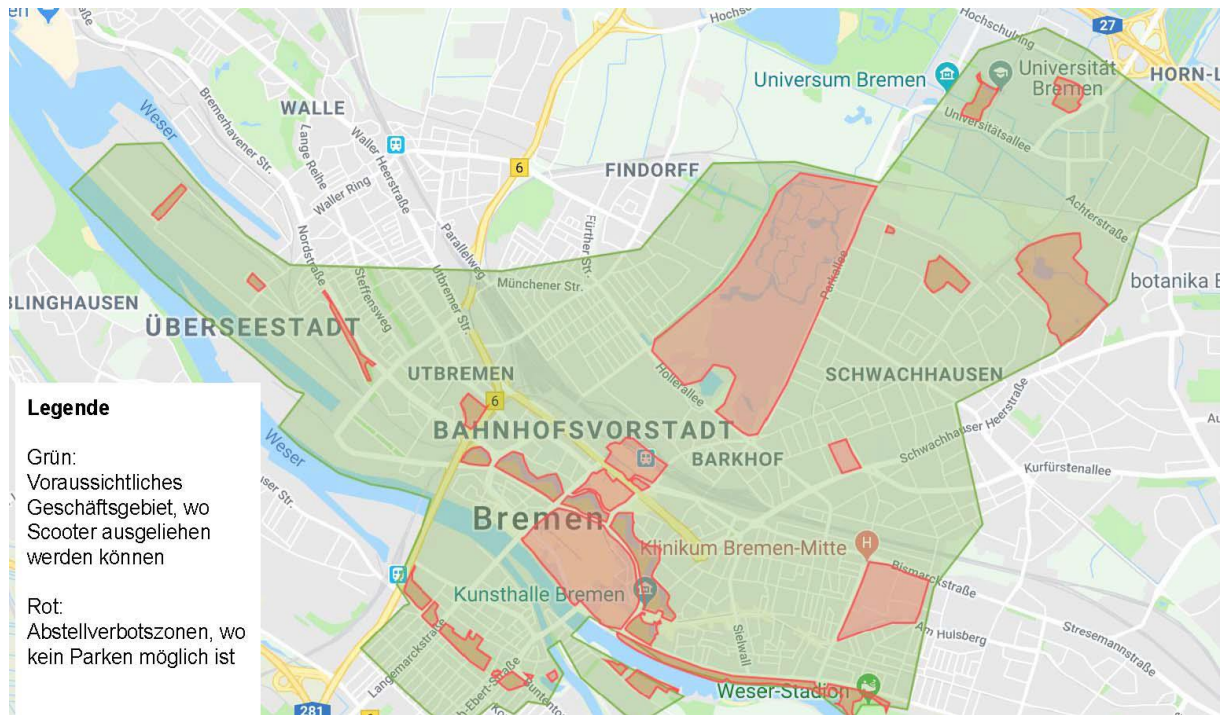 Hochschulring
27
Universum Bremen
Universität
Bremen
HORN-L
Universitätsallee
WALLE
Weser
Bremerhavener Str.
Lange Reihe
Waller Heerstraße
Waller Ring
6
FINDORFF
Fürther Str.
Achterstraße
Nordstraße
Parallelweg
Münchener Str.
Parkallee
botanika B
BLINGHAUSEN
Steffensweg
Utbremer Str.
ÜBERSEESTADT
UTBREMEN
Hollerallee
SCHWACHHAUSEN
6
BAHNHOFSVORSTADT
BARKHOF
Schwachhauser Heerstraße
Kurfürstenallee
Weser
Bremen
Klinikum Bremen-Mitte
H
Bismarckstraße
Kunsthalle Bremen
Am Hulsberg
Stresemannstraße
Sielwall
Langemarckstraße
Weser-Stadion
281
Legende
Grün:
Voraussichtliches
Geschäftsgebiet, wo
Scooter ausgeliehen
werden können
Rot:
Abstellverbotszonen, wo
kein Parken möglich ist